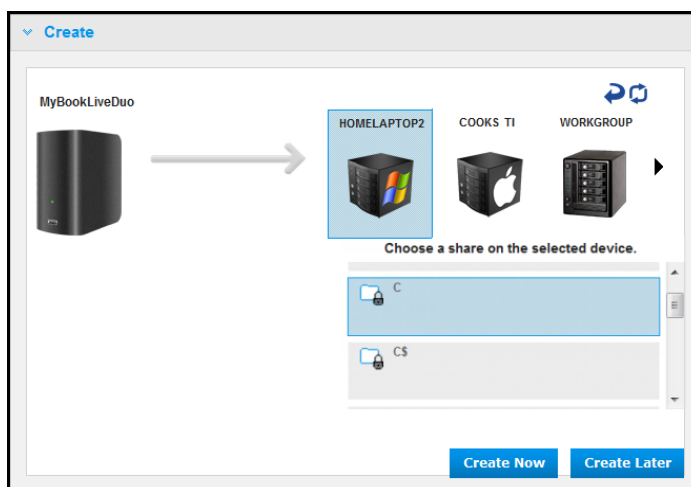 Create
MyBookLiveDuo
HOMELAPTOP2
COOKS TI
WORKGROUP
Choose a share on the selected device.
C
C$
Create Now
Create Later